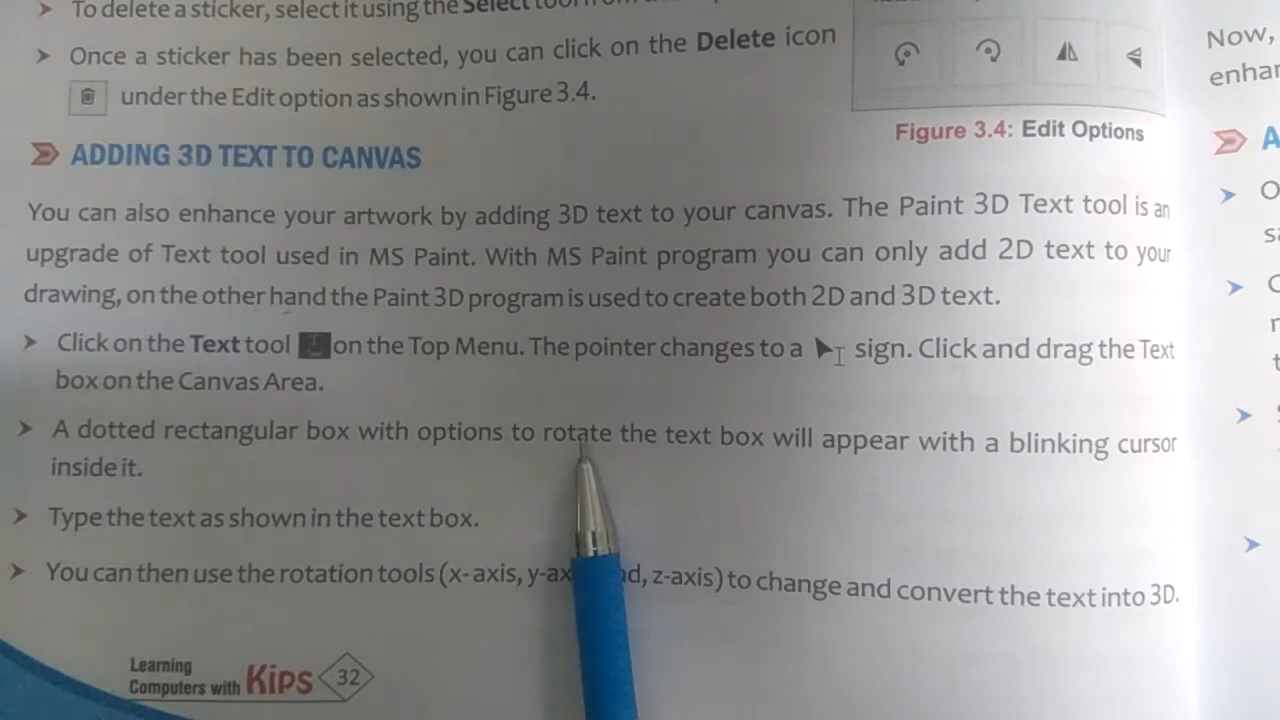 To delete a sticker, select it using the Select
Once a sticker has been selected, you can click on the Delete icon
under the Edit option as shown in Figure 3.4.
Figure 3.4: Edit Options
ADDING 3D TEXT TO CANVAS
You can also enhance your artwork by adding 3D text to your canvas. The Paint 3D Text tool is an
upgrade of Text tool used in MS Paint. With MS Paint program you can only add 2D text to your
drawing, on the other hand the Paint 3D program is used to create both 2D and 3D text.
Click on the Text tool on the Top Menu. The pointer changes to a sign. Click and drag the Text
box on the Canvas Area.
A dotted rectangular box with options to rotate the text box will appear with a blinking cursor
inside it.
Type the text as shown in the text box.
You can then use the rotation tools (x-axis, z-axis) to change and convert the text into 3D.
Learning
Computers with Kips 32
Now,